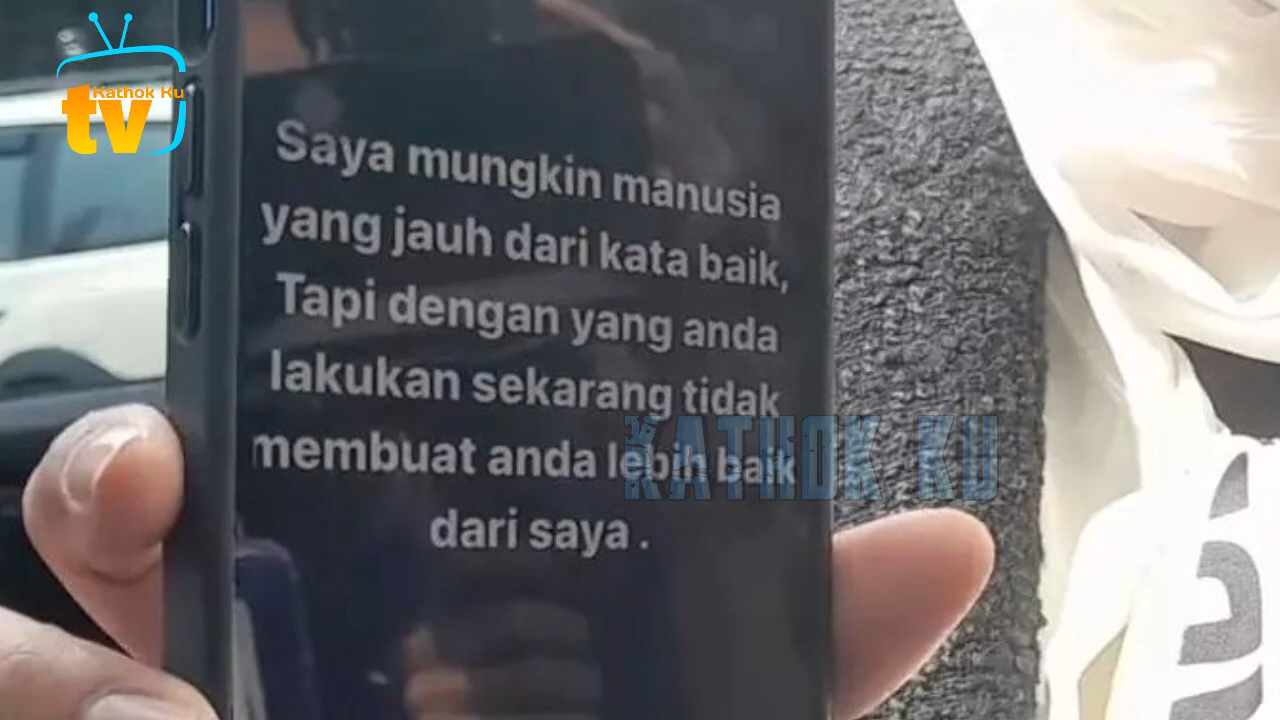 Kathok Ku
tv
Saya mungkin manusia
yang jauh dari kata baik,
Tapi dengan yang anda
lakukan sekarang tidak
membuat anda lebih baik
dari saya .
KATHOK KU